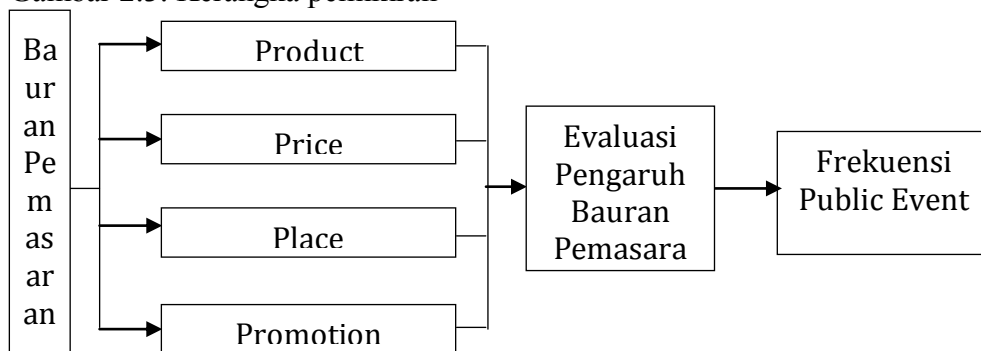 Gambar 2.3. Kerangka pemikiran
Ba
ur
an
Pe
m
as
ar
an
Product
Price
Place
Promotion
Evaluasi
Pengaruh
Bauran
Pemasara
Frekuensi
Public Event